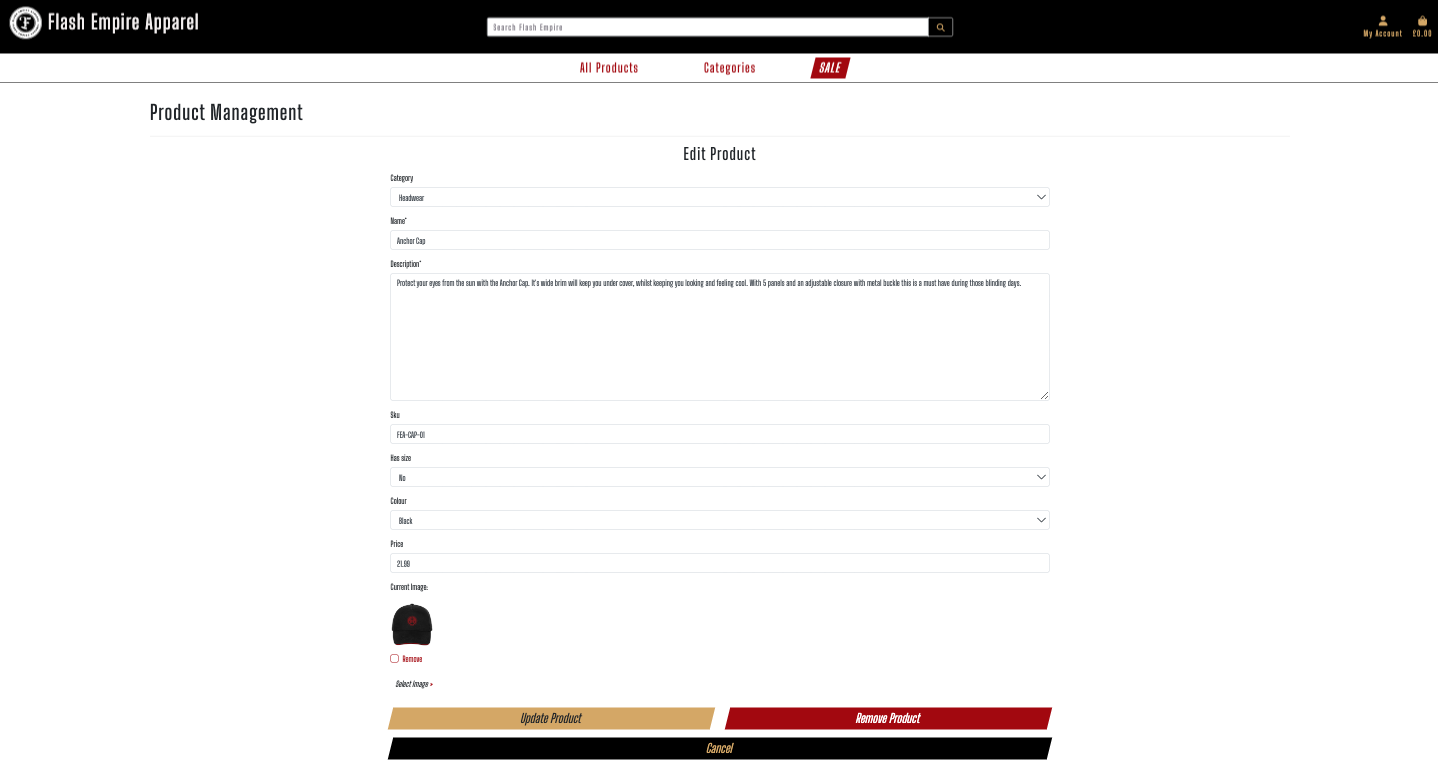 Flash Empire Apparel
Search Flash Empire
My Account
£0.00
All Products
Categories
SALE
Product Management
Edit Product
Category
Headwear
Name*
Anchor Cap
Description*
Protect your eyes from the sun with the Anchor Cap. It's wide brim will keep you under cover, whilst keeping you looking and feeling cool. With 5 panels and an adjustable closure with metal buckle this is a must have during those blinding days.
Sku
FEA-CAP-01
Has size
No
Colour
Black
Price
21.99
Current Image:
Remove
Select Image
Update Product
Remove Product
Cancel